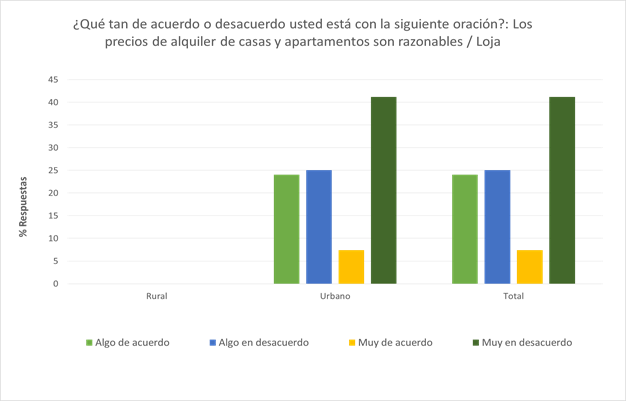 ¿Qué tan de acuerdo o desacuerdo usted está con la siguiente oración?: Los
precios de alquiler de casas y apartamentos son razonables / Loja
45
40
35
30
25
20
15
10
5
0
% Respuestas
Rural Urbano Total
Algo de acuerdo Algo en desacuerdo Muy de acuerdo Muy en desacuerdo